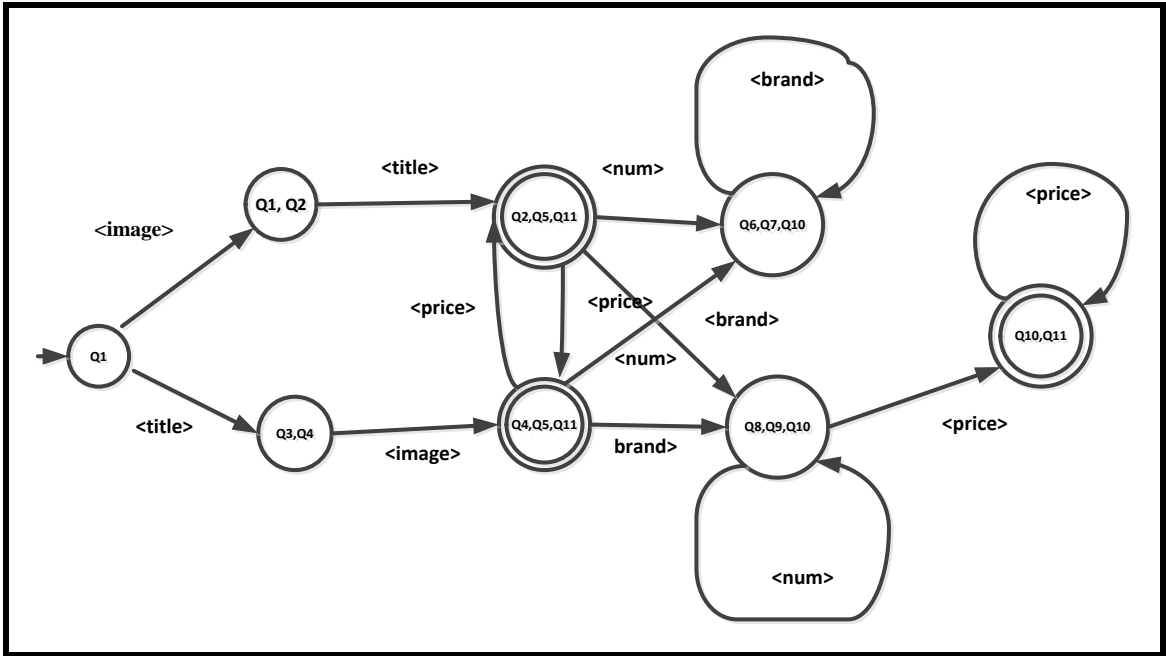 <brand>
<title>
<num>
<price>
Q1, Q2
Q2,Q5,Q11
Q6,Q7,Q10
<image>
<price>
<price>
<brand>
Q10,Q11
Q1
<num>
<title>
Q3,Q4
<image>
Q4,Q5,Q11
brand>
Q8,Q9,Q10
<price>
<num>